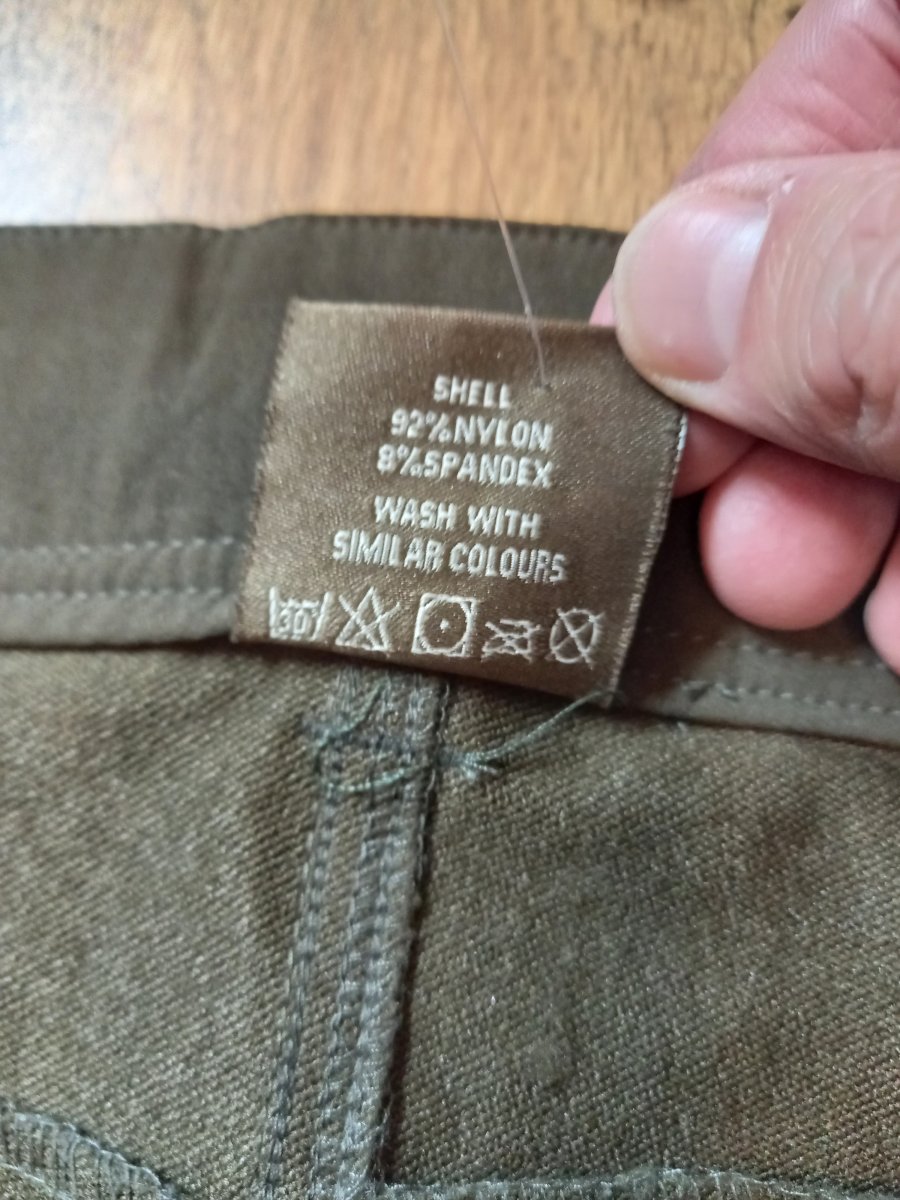 SHELL
92%NYLON
8%SPANDEX
WASH WITH
SIMILAR COLOURS
30